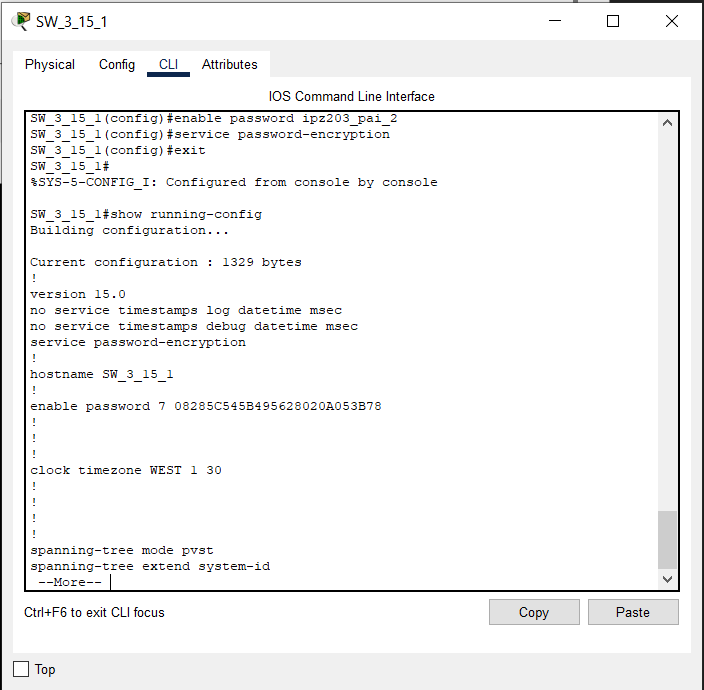 SW_3_15_1
Physical Config CLI Attributes
IOS Command Line Interface
SW_3_15_1(config)#enable password ipz203_pai_2
SW_3_15_1(config)#service password-encryption
SW_3_15_1(config)#exit
SW_3_15_1#
%SYS-5-CONFIG_I: Configured from console by console
SW_3_15_1#show running-config
Building configuration...
Current configuration : 1329 bytes
!
version 15.0
no service timestamps log datetime msec
no service timestamps debug datetime msec
service password-encryption
!
hostname SW_3_15_1
!
enable password 7 08285C545B495628020A053B78
!
!
!
clock timezone WEST 1 30
!
!
!
!
spanning-tree mode pvst
spanning-tree extend system-id
--More--
Ctrl+F6 to exit CLI focus
Copy
Paste
Top